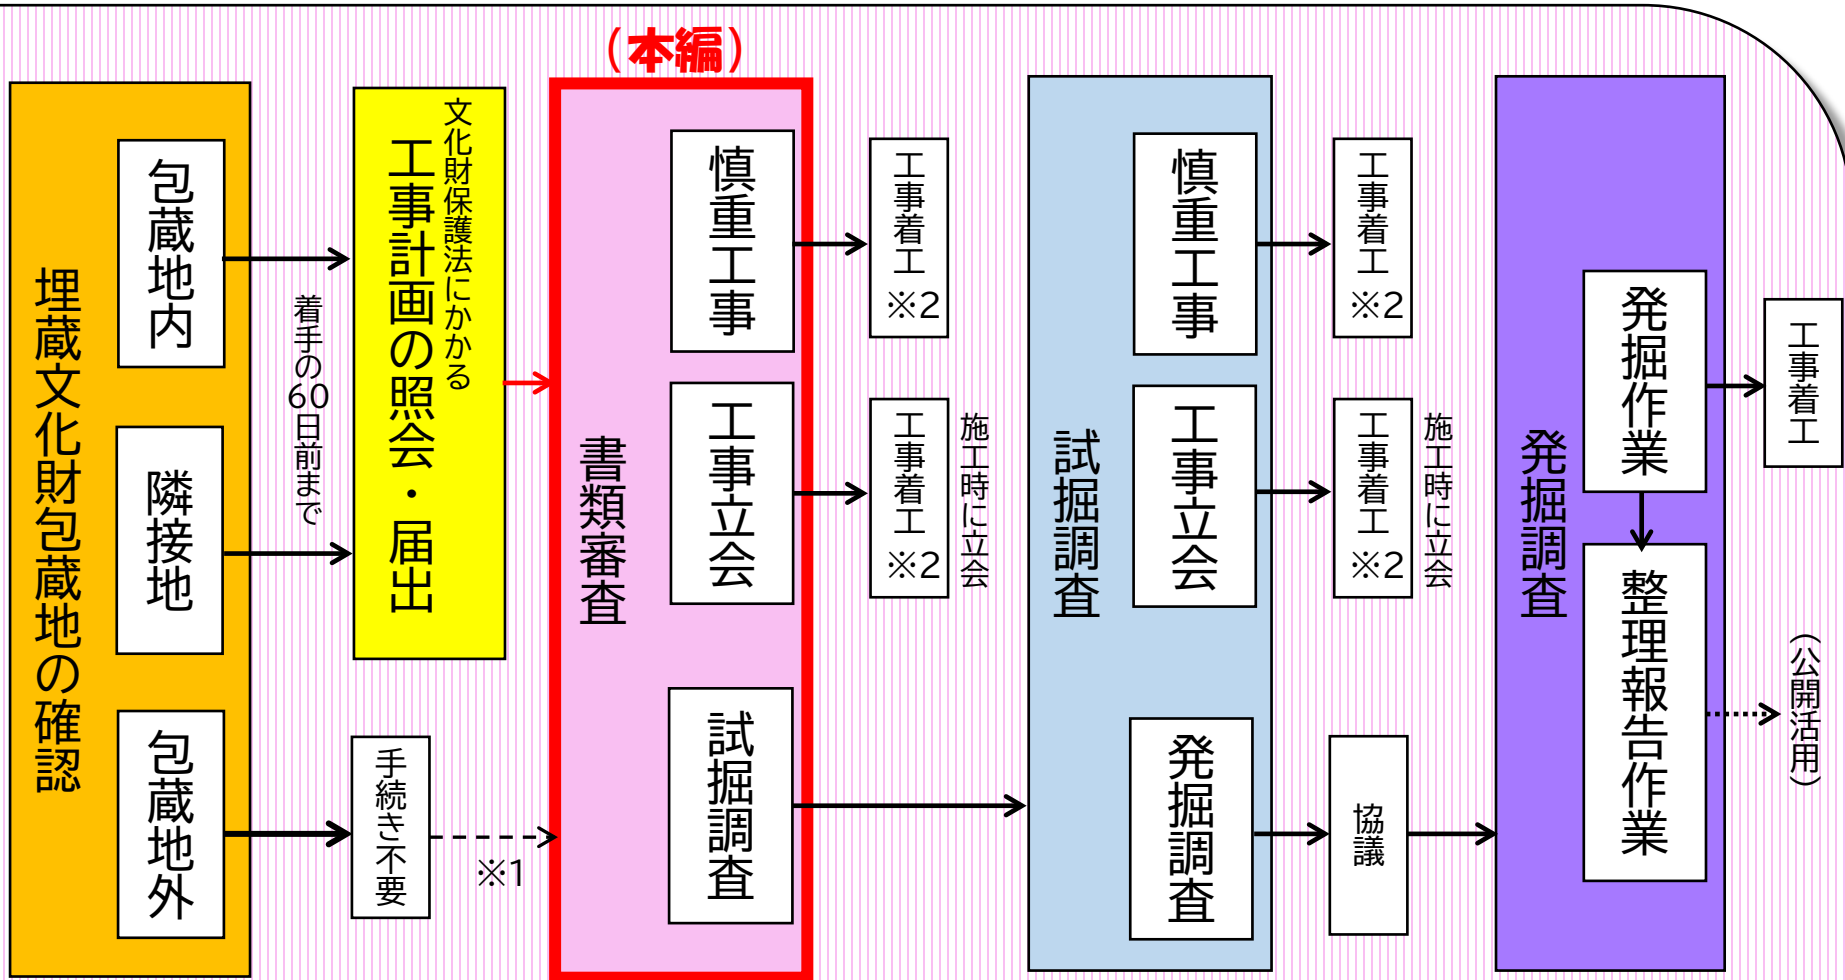 （本編）
埋蔵文化財包蔵地の確認
包蔵地内
隣接地
包蔵地外
着手の60日前まで
文化財保護法にかかる
工事計画の照会・届出
手続き不要
※1
書類審査
慎重工事
工事立会
試掘調査
工事着工※2
工事着工※2
施工時に立会
試掘調査
慎重工事
工事立会
発掘調査
工事着工※2
工事着工※2
施工時に立会
協議
発掘調査
発掘作業
整理報告作業
工事着工
（公開活用）